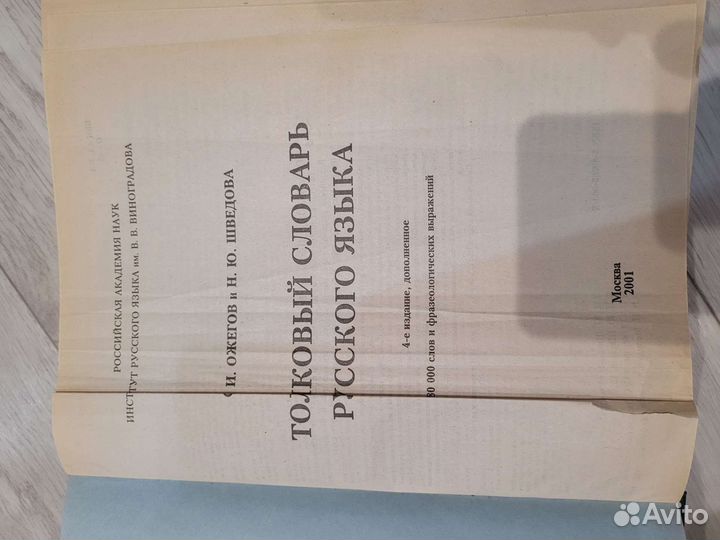 РОССИЙСКАЯ АКАДЕМИЯ НАУК
ИНСТИТУТ РУССКОГО ЯЗЫКА им. В. В. ВИНОГРАДОВА
С. И. ОЖЕГОВ и Н. Ю. ШВЕДОВА
ТОЛКОВЫЙ СЛОВАРЬ
РУССКОГО ЯЗЫКА
4-е издание, дополненное
80 000 слов и фразеологических выражений
Москва
2001
Avito